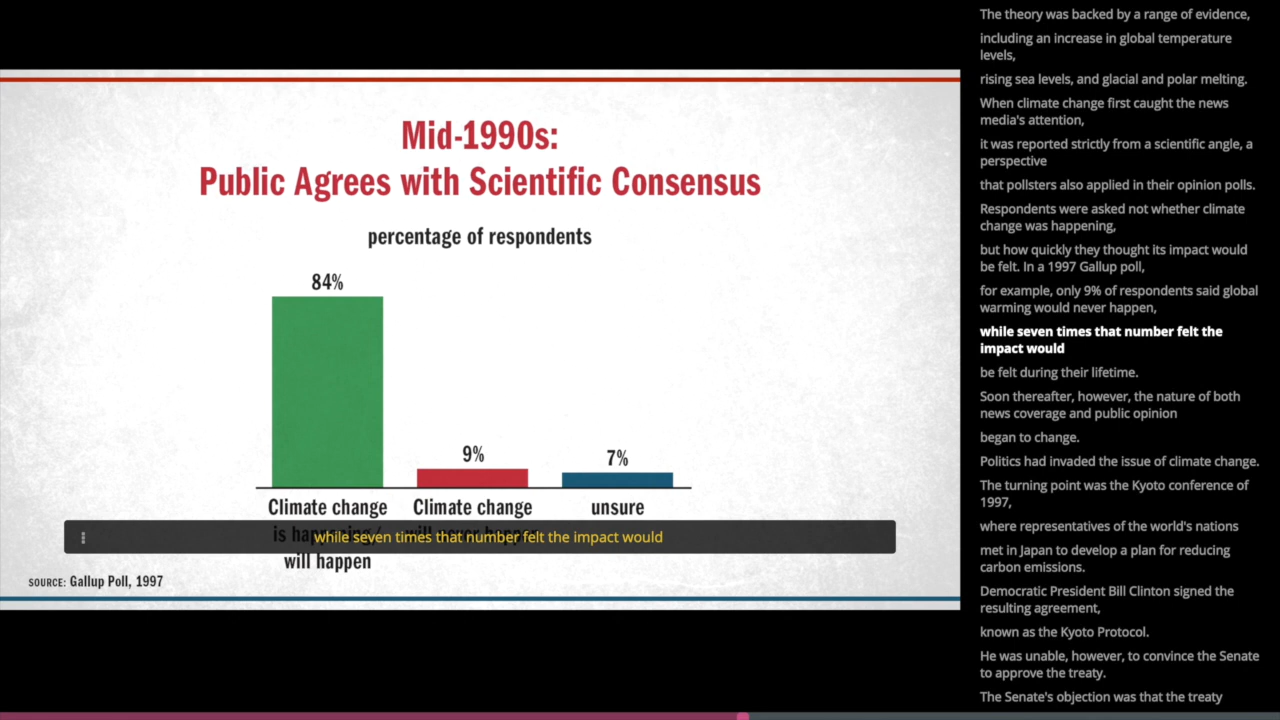 Mid-1990s:
Public Agrees with Scientific Consensus
percentage of respondents
84%
9%
7%
Climate change
is happening /
will happen
Climate change
will never happen
unsure
while seven times that number felt the impact would
SOURCE: Gallup Poll, 1997
The theory was backed by a range of evidence,
including an increase in global temperature
levels,
rising sea levels, and glacial and polar melting.
When climate change first caught the news
media's attention,
it was reported strictly from a scientific angle, a
perspective
that pollsters also applied in their opinion polls.
Respondents were asked not whether climate
change was happening,
but how quickly they thought its impact would
be felt. In a 1997 Gallup poll,
for example, only 9% of respondents said global
warming would never happen,
while seven times that number felt the
impact would
be felt during their lifetime.
Soon thereafter, however, the nature of both
news coverage and public opinion
began to change.
Politics had invaded the issue of climate change.
The turning point was the Kyoto conference of
1997,
where representatives of the world's nations
met in Japan to develop a plan for reducing
carbon emissions.
Democratic President Bill Clinton signed the
resulting agreement,
known as the Kyoto Protocol.
He was unable, however, to convince the Senate
to approve the treaty.
The Senate's objection was that the treaty